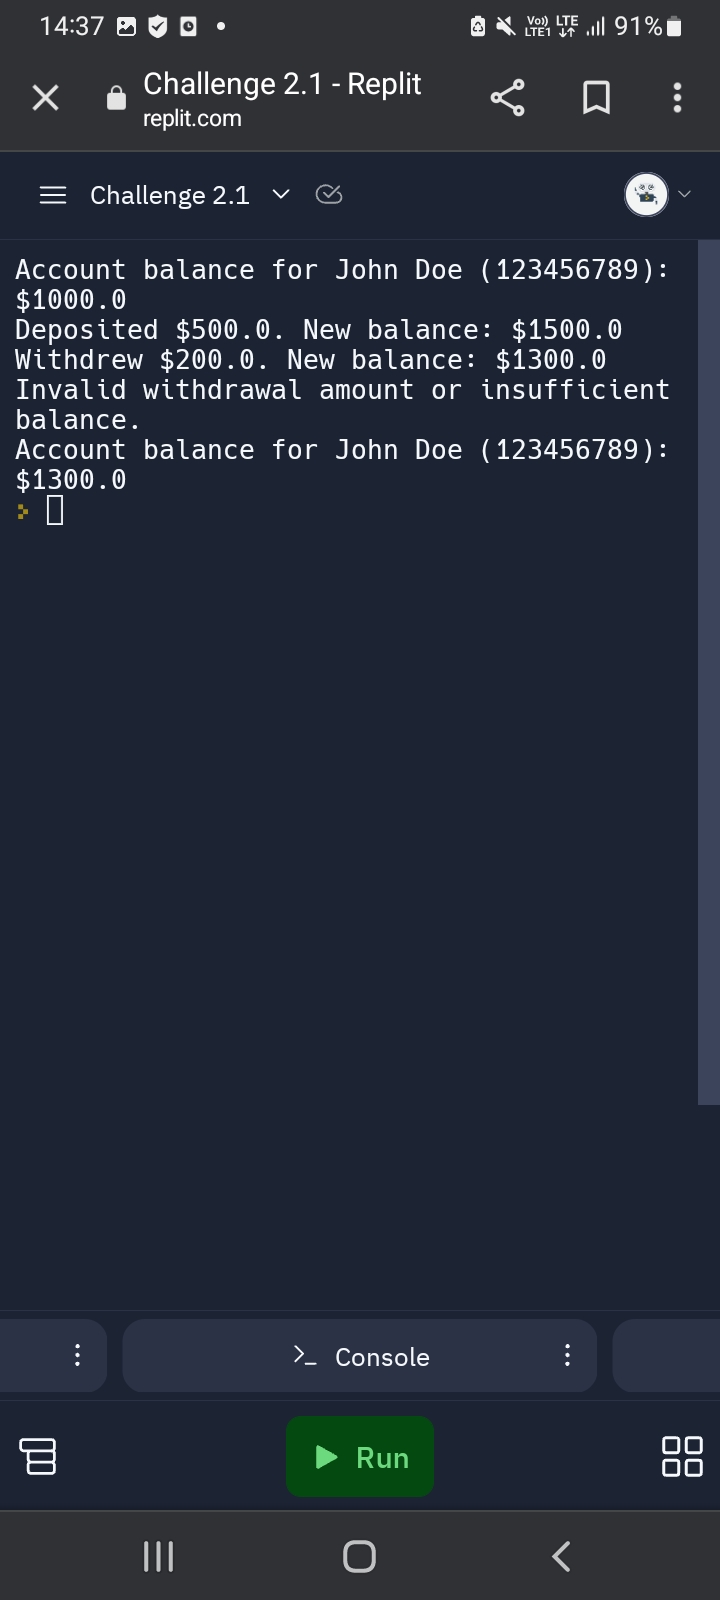 14:37 Vo)) LTE1 LTE 91%
Challenge 2.1 - Replit
replit.com
Challenge 2.1
Account balance for John Doe (123456789):
$1000.0
Deposited $500.0. New balance: $1500.0
Withdrew $200.0. New balance: $1300.0
Invalid withdrawal amount or insufficient
balance.
Account balance for John Doe (123456789):
$1300.0
Console
Run